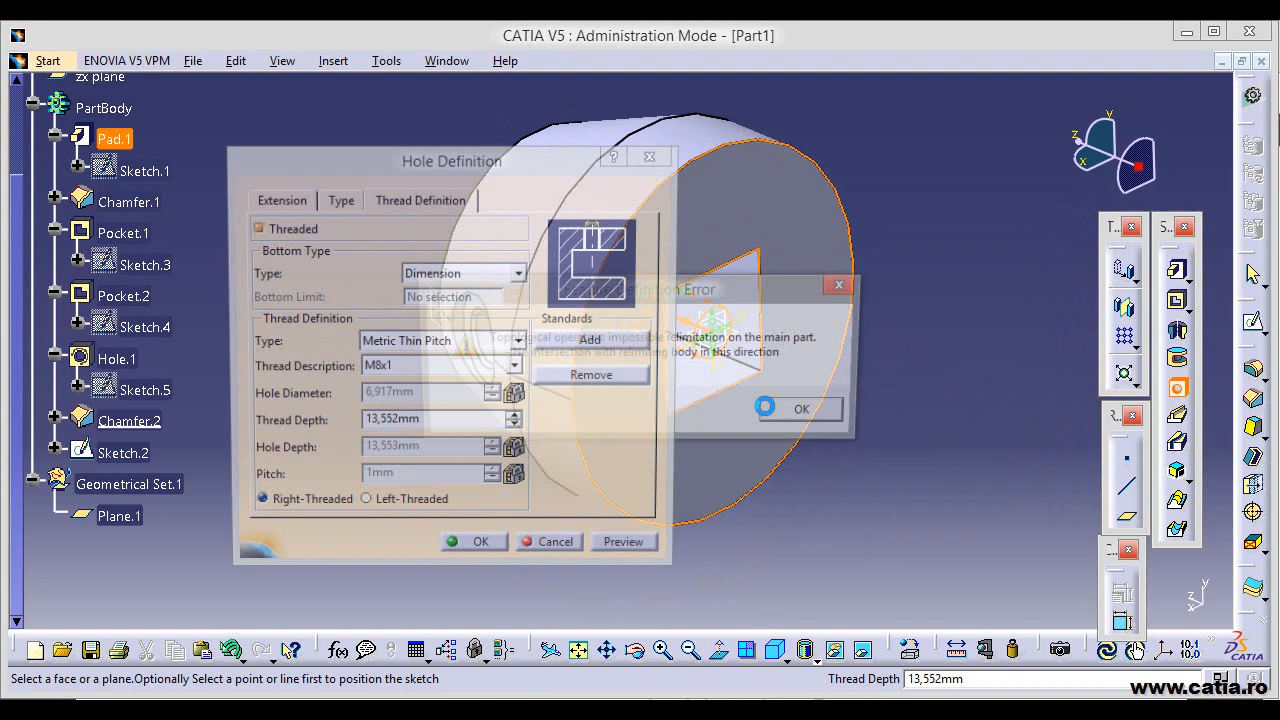 CATIA V5 : Administration Mode - [Part1]
Start
ENOVIA V5 VPM
File
Edit
View
Insert
Tools
Window
Help
zx plane
PartBody
Pad.1
Sketch.1
Chamfer.1
Pocket.1
Sketch.3
Pocket.2
Sketch.4
Hole.1
Sketch.5
Chamfer.2
Sketch.2
Geometrical Set.1
Plane.1
Hole Definition
?
Extension
Type
Thread Definition
Threaded
Bottom Type
Type:
Dimension
Bottom Limit:
No selection
Thread Definition
Type:
Metric Thin Pitch
Thread Description:
M8x1
Hole Diameter:
6,917mm
Thread Depth:
13,552mm
Hole Depth:
13,553mm
Pitch:
1mm
Right-Threaded
Left-Threaded
Standards
Add
Remove
OK
Cancel
Preview
Definition Error
impossible relimitation on the main part.
intersection with relimiting body in this direction
OK
y
z
x
T..
S..
R..
C..
y
z
x
f(x)
10,1
10,0
CATIA
Select a face or a plane.Optionally Select a point or line first to position the sketch
Thread Depth
13,552mm
www.catia.ro